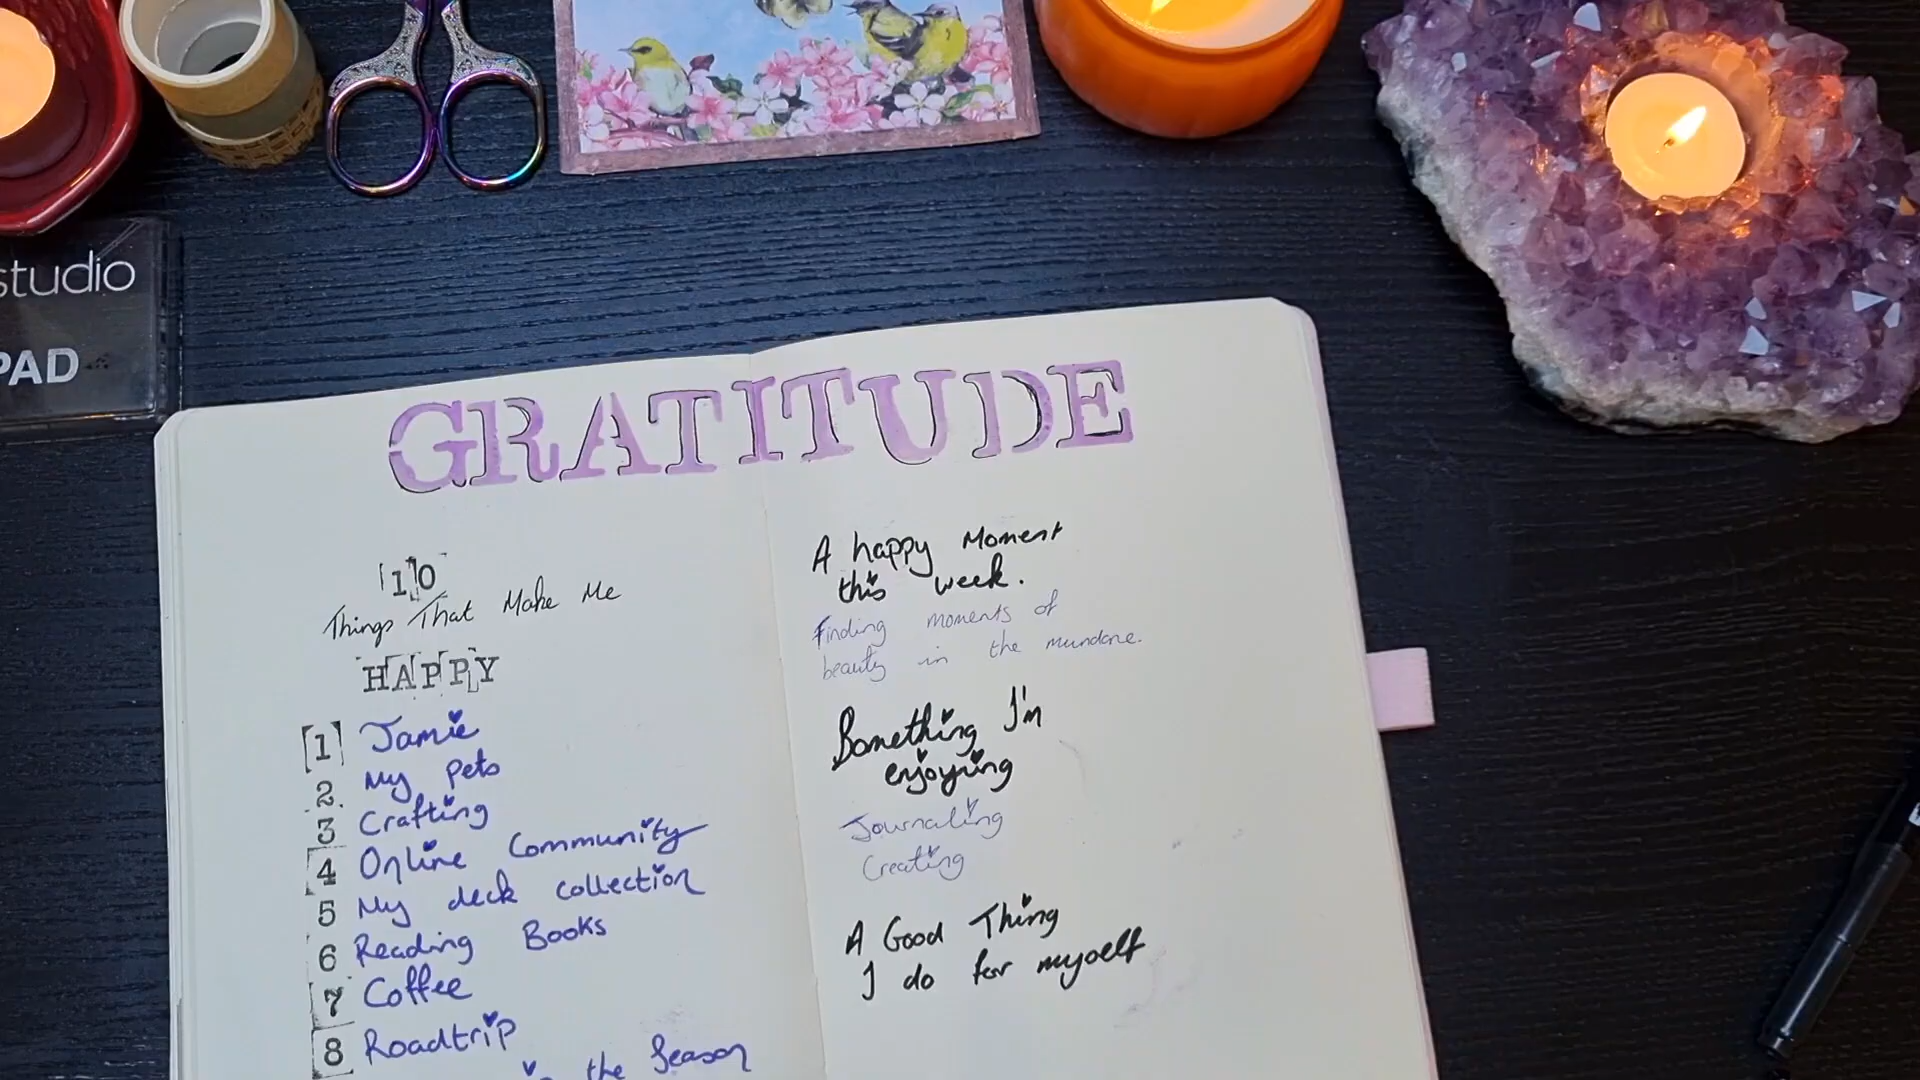 studio
PAD
GRATITUDE
10
Things That Make Me
HAPPY
1 Jamie
2. My pets
3 Crafting
4 Online Community
5 My deck collection
6 Reading Books
7 Coffee
8 Roadtrip
the Season
A happy Moment
this week.
Finding moments of
beauty in the mundane.
Something I'm
enjoying
Journaling
Creating
A Good Thing
I do for myself